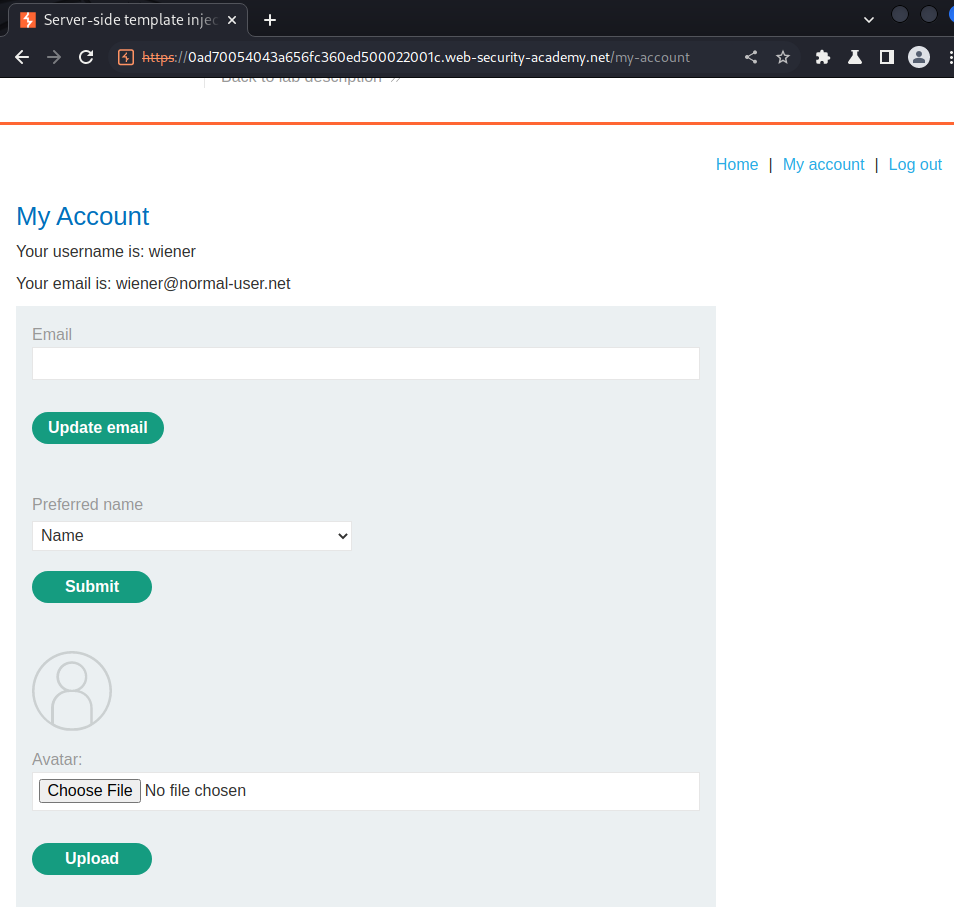 Server-side template injec
https://0ad70054043a656fc360ed500022001c.web-security-academy.net/my-account
Back to lab description
Home | My account | Log out
My Account
Your username is: wiener
Your email is: wiener@normal-user.net
Email
Update email
Preferred name
Name
Submit
Avatar:
Choose File No file chosen
Upload